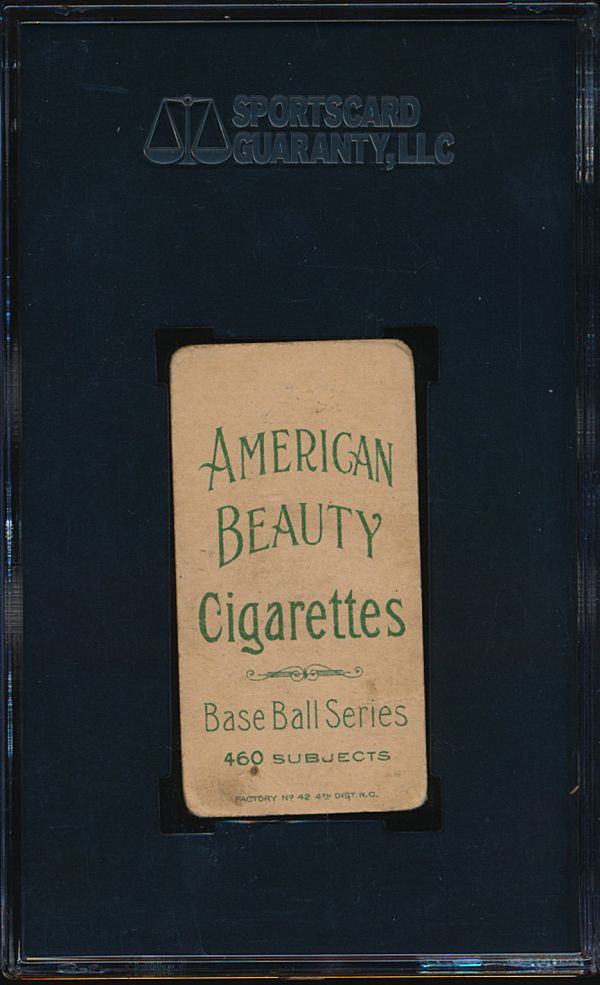 SPORTSCARD
GUARANTY, LLC
AMERICAN
BEAUTY
Cigarettes
Base Ball Series
460 SUBJECTS
FACTORY Nº 42 4TH DIST. N.C.